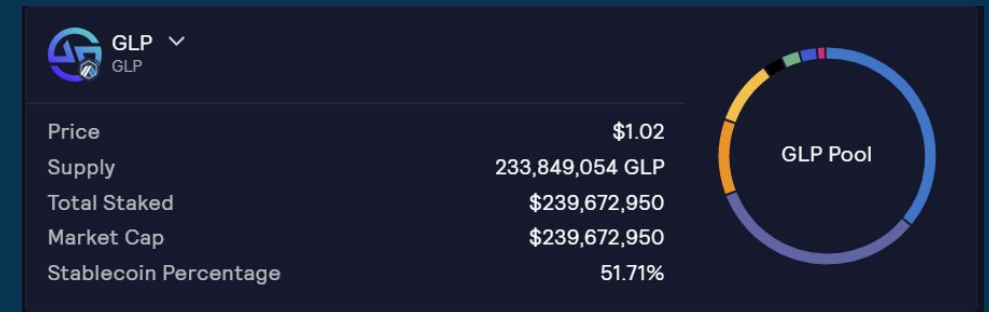 GLP
GLP
Price $1.02
Supply 233,849,054 GLP
Total Staked $239,672,950
Market Cap $239,672,950
Stablecoin Percentage 51.71%
GLP Pool